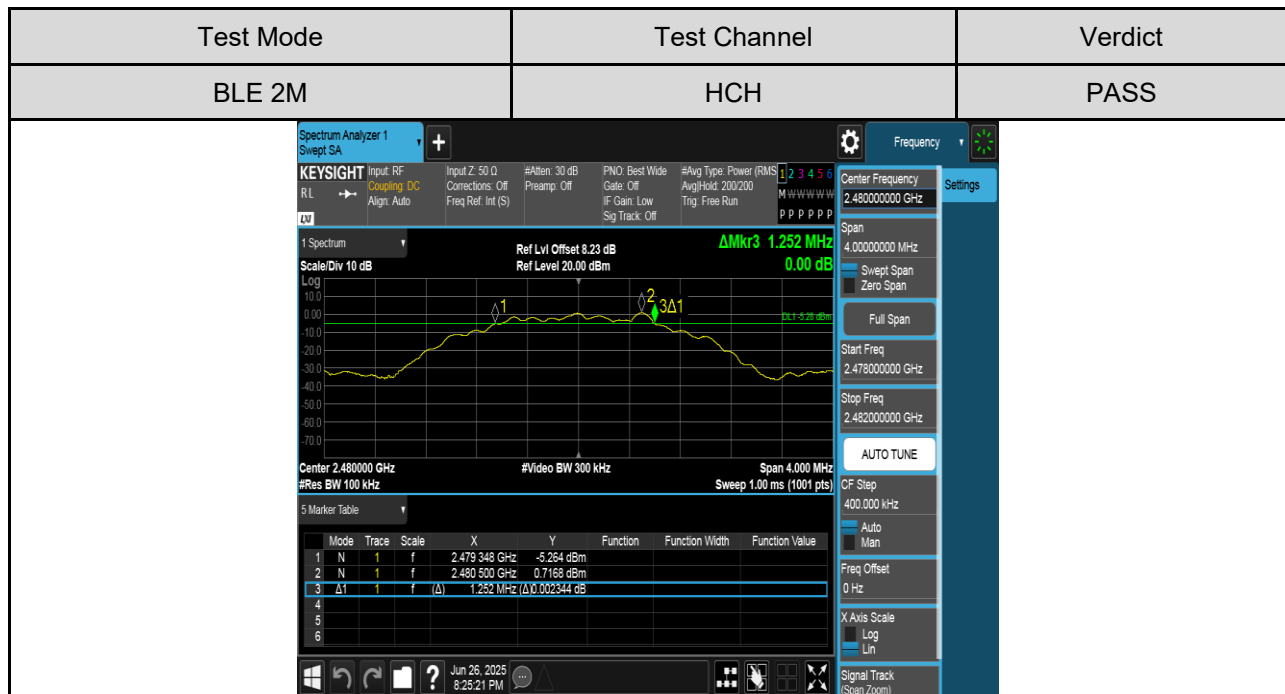 Test Mode Test Channel Verdict
BLE 2M HCH PASS
Spectrum Analyzer 1
Swept SA
+
Frequency
KEYSIGHT
RL
LXI
Input: RF
Coupling: DC
Align: Auto
Input Z: 50 Ω
Corrections: Off
Freq Ref: Int (S)
#Atten: 30 dB
Preamp: Off
PNO: Best Wide
Gate: Off
IF Gain: Low
Sig Track: Off
#Avg Type: Power (RMS
Avg|Hold: 200/200
Trig: Free Run
1 2 3 4 5 6
M W W W W W
P P P P P P
1 Spectrum
Scale/Div 10 dB
Ref Lvl Offset 8.23 dB
Ref Level 20.00 dBm
ΔMkr3 1.252 MHz
0.00 dB
Log
10.0
0.00
-10.0
-20.0
-30.0
-40.0
-50.0
-60.0
-70.0
1
2
3Δ1
DL1 -5.28 dBm
Center 2.480000 GHz #Video BW 300 kHz Span 4.000 MHz
#Res BW 100 kHz Sweep 1.00 ms (1001 pts)
5 Marker Table
Mode Trace Scale X Y Function Function Width Function Value
1 N 1 f 2.479 348 GHz -5.264 dBm
2 N 1 f 2.480 500 GHz 0.7168 dBm
3 Δ1 1 f (Δ) 1.252 MHz (Δ)0.002344 dB
4
5
6
?
Jun 26, 2025
8:25:21 PM
Center Frequency
2.480000000 GHz
Settings
Span
4.00000000 MHz
Swept Span
Zero Span
Full Span
Start Freq
2.478000000 GHz
Stop Freq
2.482000000 GHz
AUTO TUNE
CF Step
400.000 kHz
Auto
Man
Freq Offset
0 Hz
X Axis Scale
Log
Lin
Signal Track
(Span Zoom)